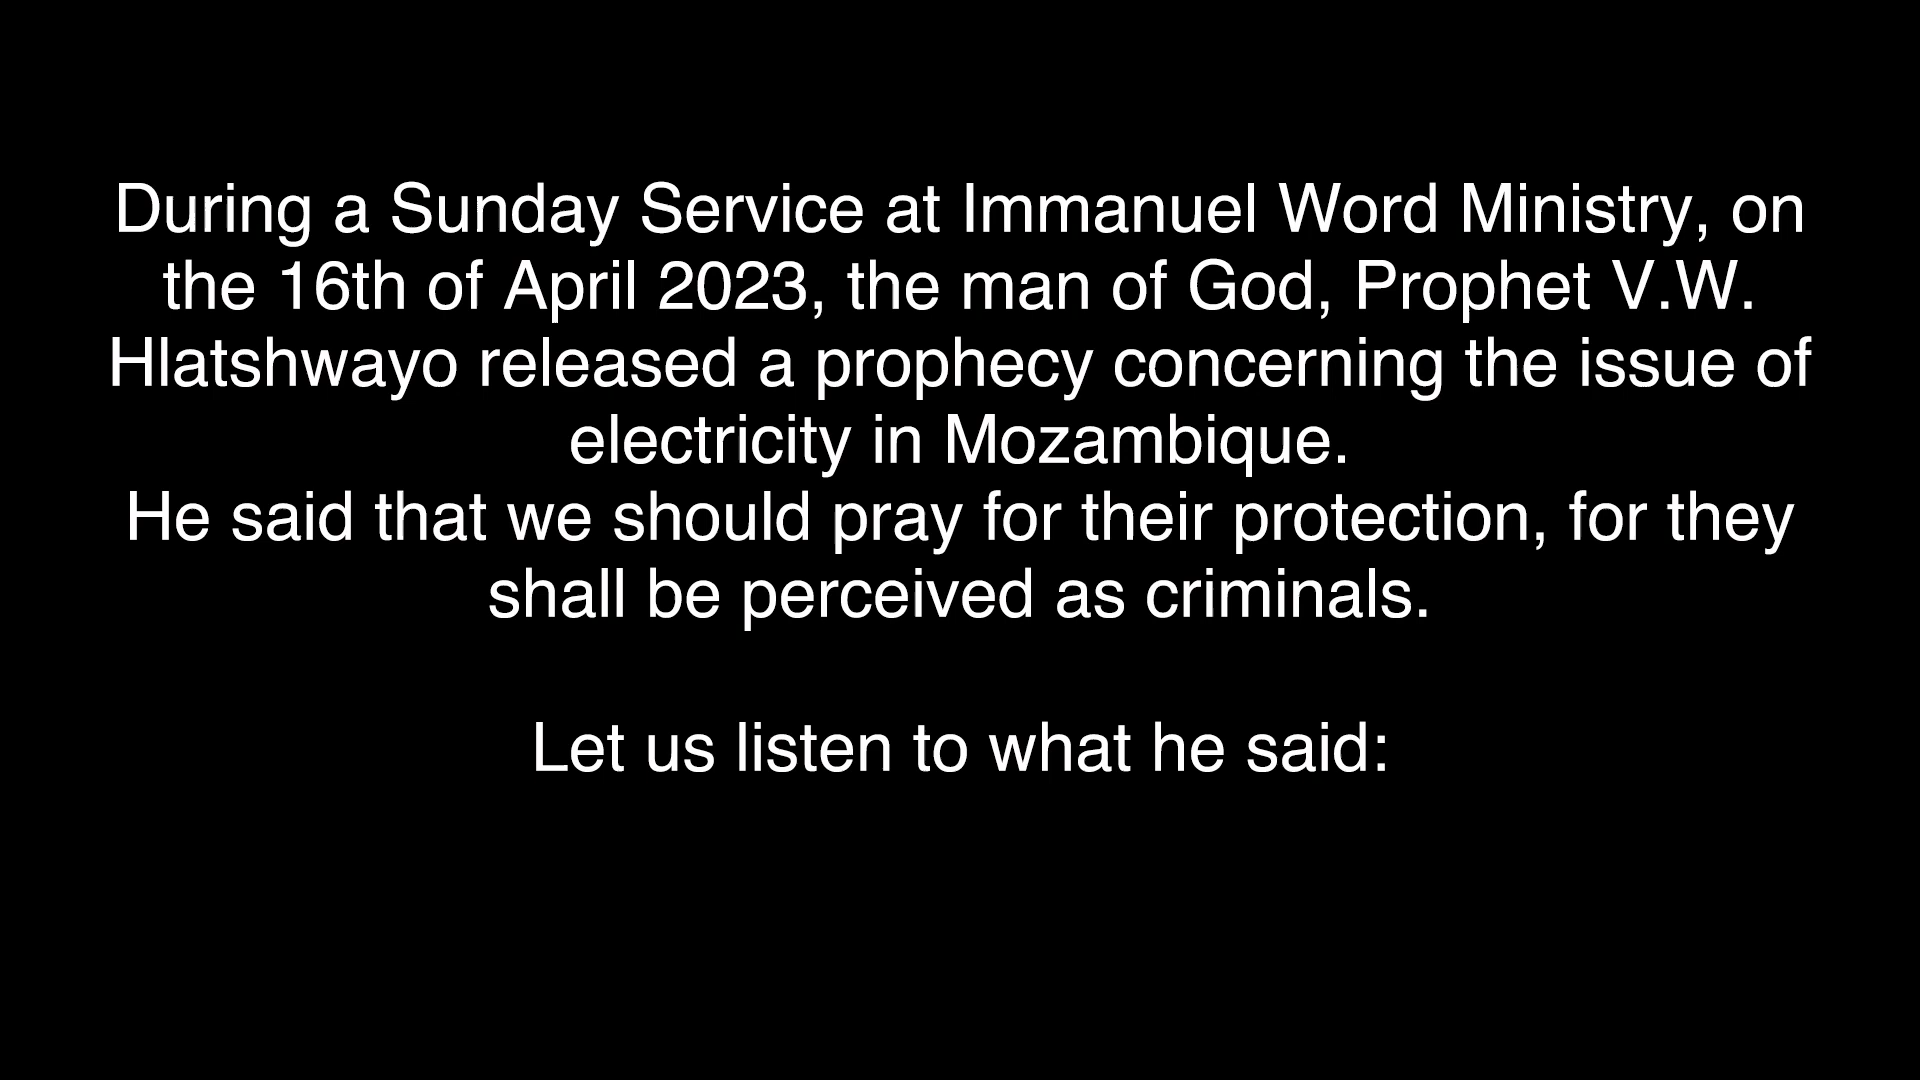 During a Sunday Service at Immanuel Word Ministry, on
the 16th of April 2023, the man of God, Prophet V.W.
Hlatshwayo released a prophecy concerning the issue of
electricity in Mozambique.
He said that we should pray for their protection, for they
shall be perceived as criminals.
Let us listen to what he said: